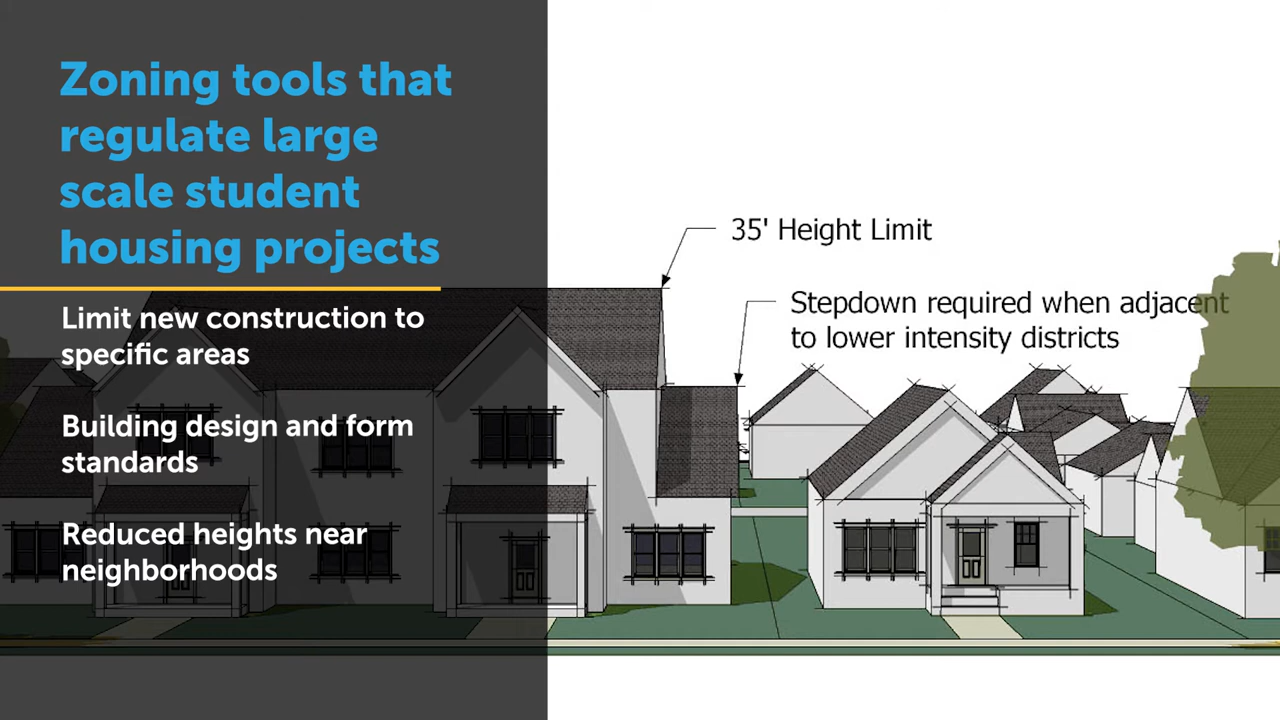 Zoning tools that
regulate large
scale student
housing projects
Limit new construction to
specific areas
Building design and form
standards
Reduced heights near
neighborhoods
35' Height Limit
Stepdown required when adjacent
to lower intensity districts